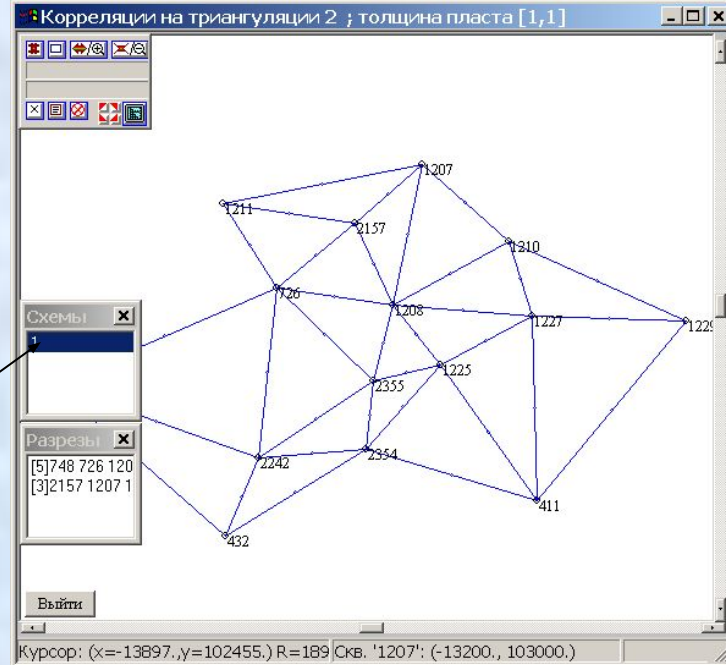 Корреляции на триангуляции 2 ; толщина пласта [1,1]
1207
1211
2157
1210
726
1208
1227
1229
Схемы
1
1225
2355
Разрезы
[5]748 726 120
[3]2157 1207 1
2242
2354
411
432
Выйти
Курсор: (x=-13897.,y=102455.) R=189 Скв. '1207': (-13200., 103000.)